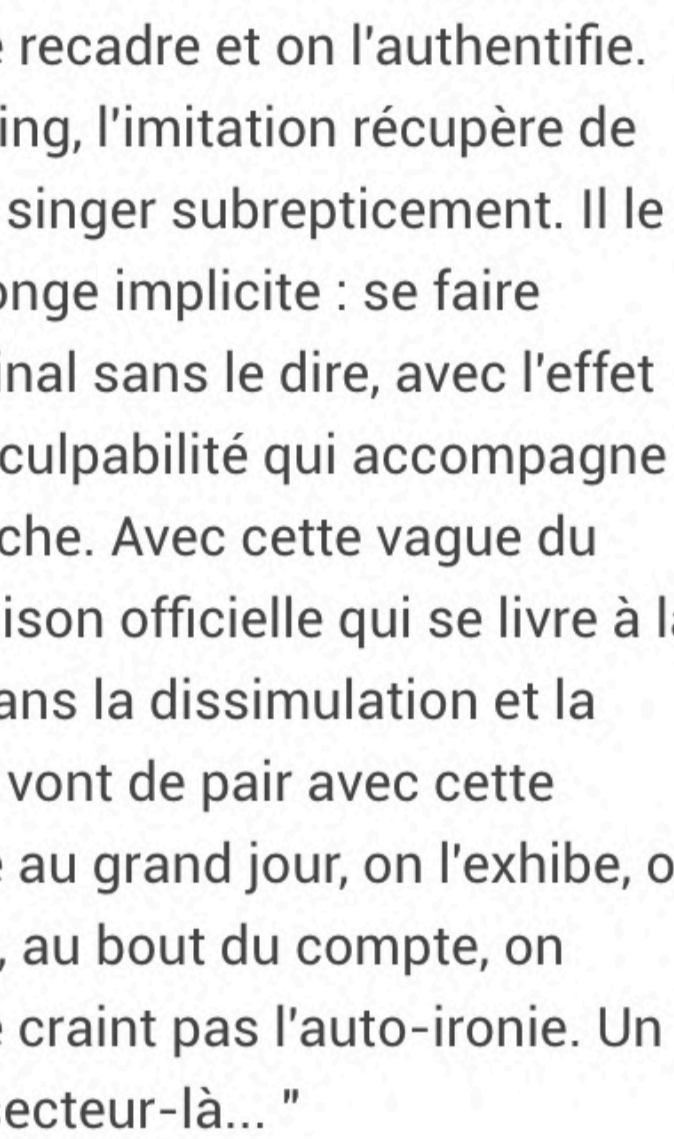 e recadre et on l'authentifie.
ing, l'imitation récupère de
singer subrepticement. Il le
onge implicite : se faire
inal sans le dire, avec l'effet
culpabilité qui accompagne
che. Avec cette vague du
ison officielle qui se livre à la
ans la dissimulation et la
vont de pair avec cette
e au grand jour, on l'exhibe, o
, au bout du compte, on
e craint pas l'auto-ironie. Un
secteur-là... "